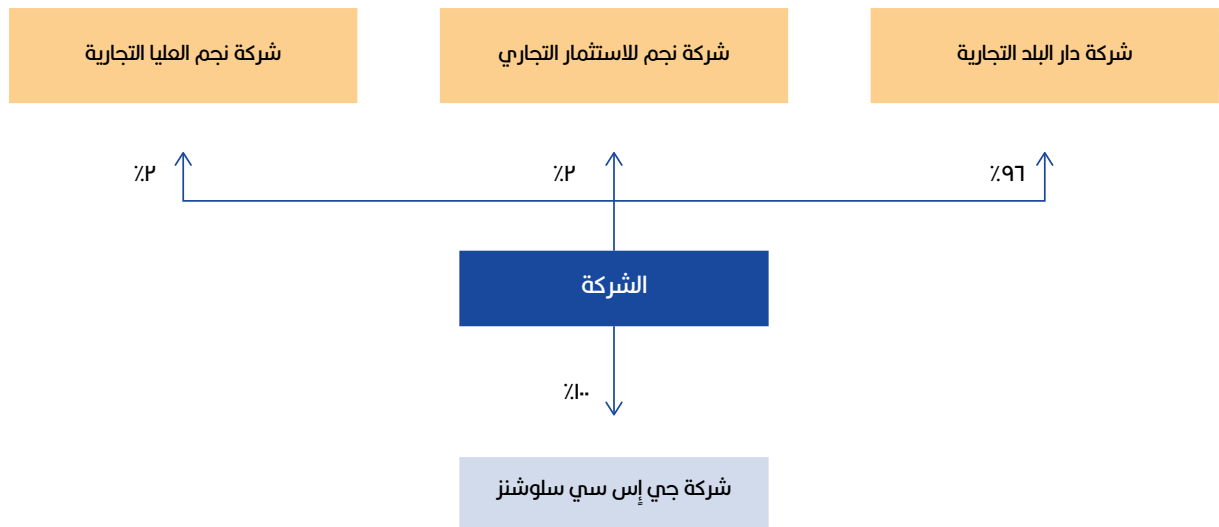 شركة دار البلد التجارية
شركة نجم للاستثمار التجاري
شركة نجم العليا التجارية
٩٦٪
٢٪
٢٪
الشركة
١٠٠٪
شركة جي إس سي سلوشنز